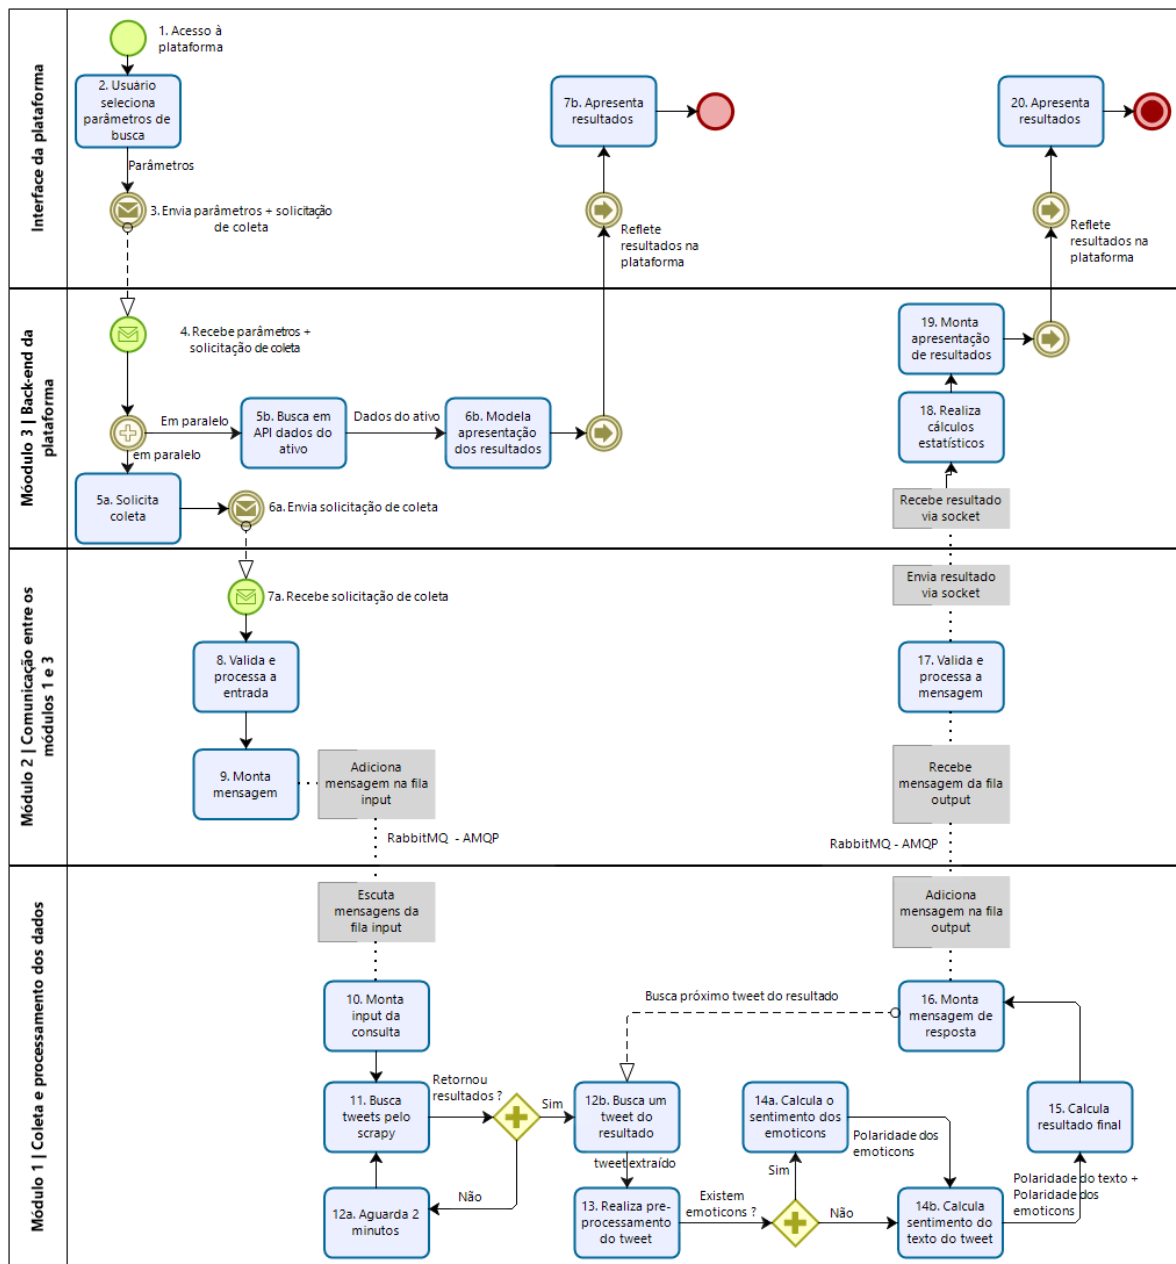 Interface da plataforma
1. Acesso à
plataforma
2. Usuário
seleciona
parâmetros de
busca
Parâmetros
3. Envia parâmetros + solicitação
de coleta
7b. Apresenta
resultados
Reflete
resultados na
plataforma
20. Apresenta
resultados
Reflete
resultados na
plataforma
Móodulo 3 | Back-end da
plataforma
4. Recebe parâmetros +
solicitação de coleta
Em paralelo
em paralelo
5b. Busca em
API dados do
ativo
Dados do ativo
6b. Modela
apresentação
dos resultados
5a. Solicita
coleta
6a. Envia solicitação de coleta
19. Monta
apresentação
de resultados
18. Realiza
cálculos
estatísticos
Recebe resultado
via socket
Módulo 2 | Comunicação entre os
módulos 1 e 3
7a. Recebe solicitação de coleta
8. Valida e
processa a
entrada
9. Monta
mensagem
Adiciona
mensagem na fila
input
RabbitMQ - AMQP
Envia resultado
via socket
17. Valida e
processa a
mensagem
Recebe
mensagem da fila
output
RabbitMQ - AMQP
Módulo 1 | Coleta e processamento dos dados
Escuta
mensagens da
fila input
10. Monta
input da
consulta
11. Busca
tweets pelo
scrapy
Retornou
resultados ?
Sim
Não
12a. Aguarda 2
minutos
12b. Busca um
tweet do
resultado
tweet extraído
13. Realiza pre-
processamento
do tweet
Existem
emoticons ?
Sim
Não
14a. Calcula o
sentimento dos
emoticons
Polaridade dos
emoticons
14b. Calcula
sentimento do
texto do tweet
Polaridade do texto +
Polaridade dos
emoticons
15. Calcula
resultado final
16. Monta
mensagem de
resposta
Busca próximo tweet do resultado
Adiciona
mensagem na fila
output